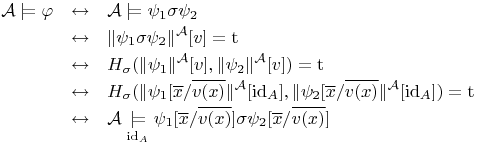 𝒜 ⊨ φ ↔ 𝒜 ⊨ ψ₁σψ₂
↔ ‖ψ₁σψ₂‖^𝒜[v] = t
↔ H_σ(‖ψ₁‖^𝒜[v], ‖ψ₂‖^𝒜[v]) = t
↔ H_σ(‖ψ₁[x̅/v̅(̅x̅)̅]‖^𝒜[id_A], ‖ψ₂[x̅/v̅(̅x̅)̅]‖^𝒜[id_A]) = t
↔ 𝒜 ⊨_{id_A} ψ₁[x̅/v̅(̅x̅)̅]σψ₂[x̅/v̅(̅x̅)̅]